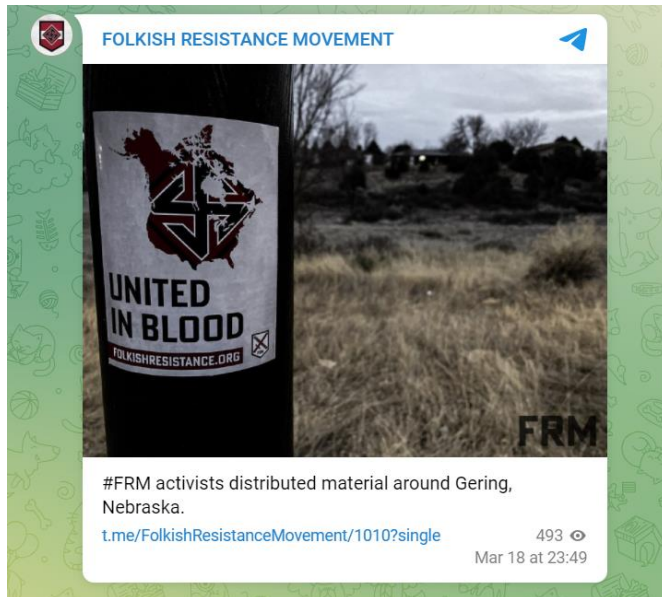 FOLKISH RESISTANCE MOVEMENT
UNITED
IN BLOOD
FOLKISHRESISTANCE.ORG
FRM
#FRM activists distributed material around Gering,
Nebraska.
t.me/FolkishResistanceMovement/1010?single
493
Mar 18 at 23:49